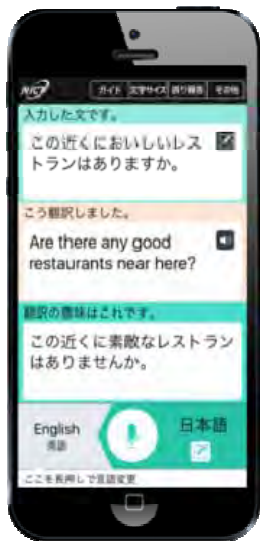 NICT
ガイド 文字サイズ 誤り報告 その他
入力した文です。
この近くにおいしいレス
トランはありますか。
こう翻訳しました。
Are there any good
restaurants near here?
翻訳の意味はこれです。
この近くに素敵なレストラン
はありませんか。
English
英語
日本語
ここを長押しで言語変更